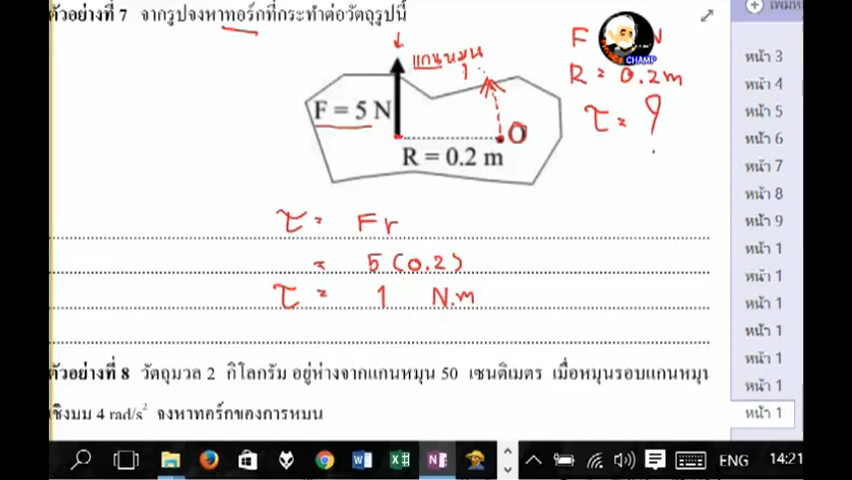 ตัวอย่างที่ 7 จากรูปจงหาทอร์กที่กระทำต่อวัตถุรูปนี้
F N
R = 0.2 m
τ = ?
แกนหมุน
F = 5 N
O
R = 0.2 m
τ = Fr
= 5 (0.2)
τ = 1 N.m
ตัวอย่างที่ 8 วัตถุมวล 2 กิโลกรัม อยู่ห่างจากแกนหมุน 50 เซนติเมตร เมื่อหมุนรอบแกนหมุ
เชิงมุม 4 rad/s² จงหาทอร์กของการหมุน
CHAMP
หน้า 3
หน้า 4
หน้า 5
หน้า 6
หน้า 7
หน้า 8
หน้า 9
หน้า 1
หน้า 1
หน้า 1
หน้า 1
หน้า 1
หน้า 1
หน้า 1
ENG 14:21